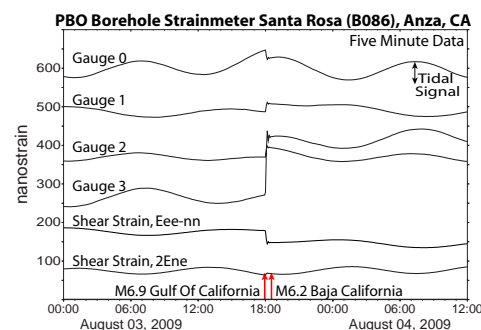 PBO Borehole Strainmeter Santa Rosa (B086), Anza, CA
Five Minute Data
Gauge 0
Tidal
Signal
Gauge 1
Gauge 2
Gauge 3
Shear Strain, Eee-nn
Shear Strain, 2Ene
M6.9 Gulf Of California
M6.2 Baja California
nanostrain
600
500
400
300
200
100
00:00 06:00 12:00 18:00 00:00 06:00 12:00
August 03, 2009 August 04, 2009